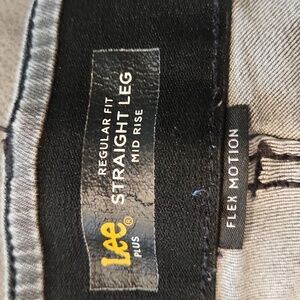 Lee®
PLUS
REGULAR FIT
STRAIGHT LEG
MID RISE
FLEX MOTION